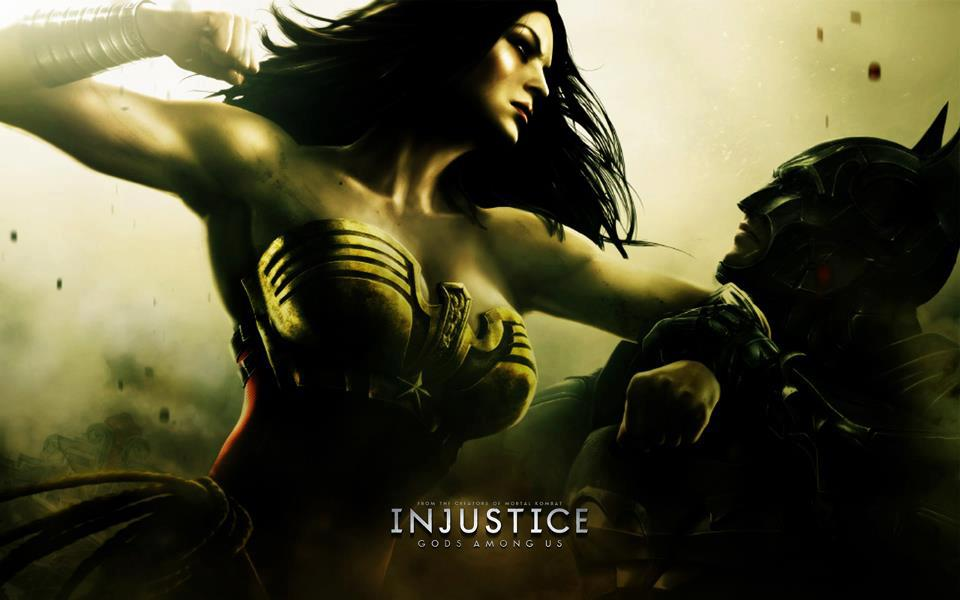 FROM THE CREATORS OF MORTAL KOMBAT
INJUSTICE
GODS AMONG US